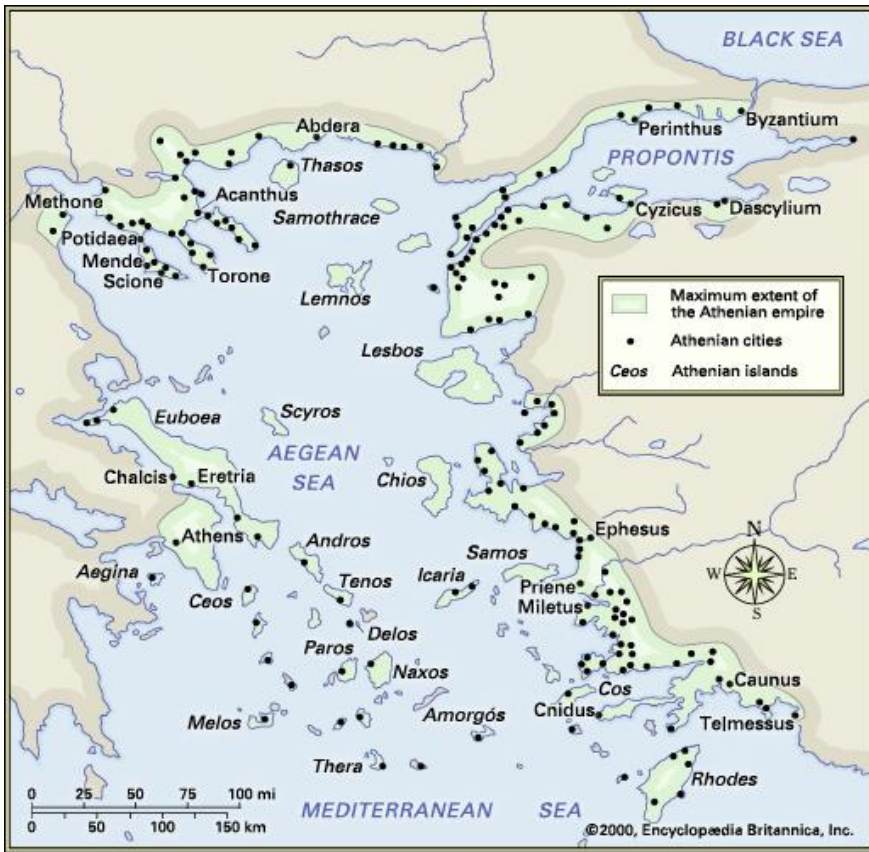 BLACK SEA
Abdera
Perinthus
Byzantium
Thasos
PROPONTIS
Methone
Acanthus
Samothrace
Cyzicus
Dascylium
Potidaea
Mende
Torone
Scione
Lemnos
Maximum extent of
the Athenian empire
Athenian cities
Ceos Athenian islands
Lesbos
Euboea
Scyros
AEGEAN
SEA
Chalcis
Eretria
Chios
Athens
Ephesus
Andros
Samos
N
W E
S
Aegina
Ceos
Tenos
Icaria
Priene
Miletus
Delos
Paros
Naxos
Cos
Caunus
Cnidus
Melos
Amorgós
Telmessus
Thera
Rhodes
0 25 50 75 100 mi
0 50 100 150 km
MEDITERRANEAN SEA
©2000, Encyclopædia Britannica, Inc.